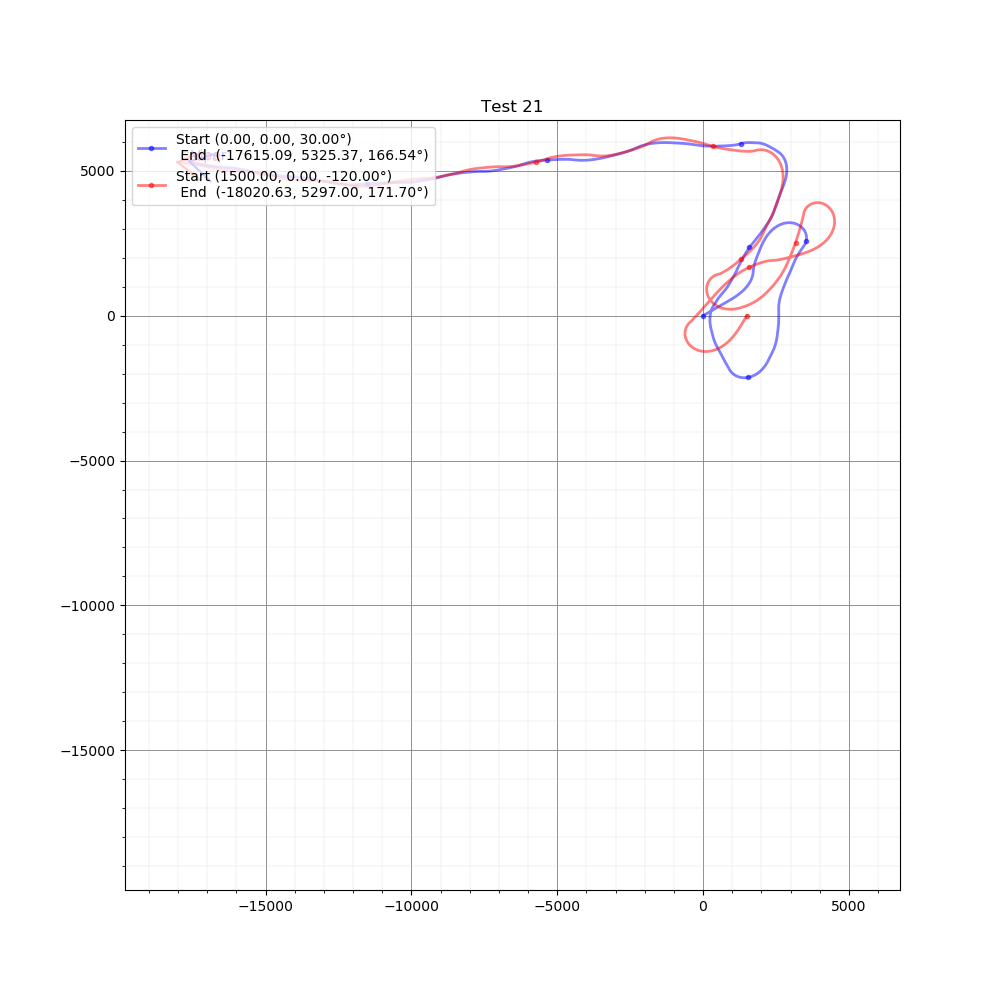 Test 21
Start (0.00, 0.00, 30.00°)
End (-17615.09, 5325.37, 166.54°)
Start (1500.00, 0.00, -120.00°)
End (-18020.63, 5297.00, 171.70°)
5000
0
−5000
−10000
−15000
−15000 −10000 −5000 0 5000